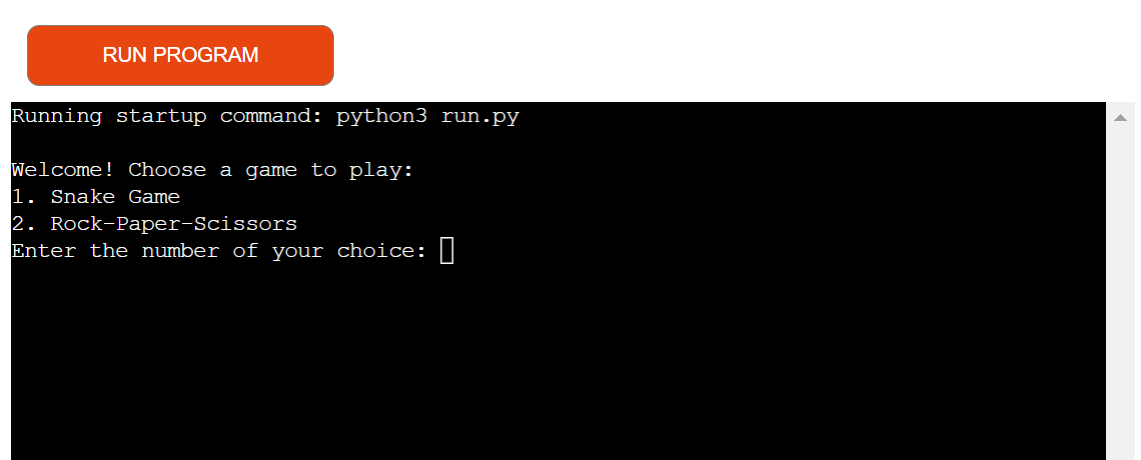 RUN PROGRAM
Running startup command: python3 run.py
Welcome! Choose a game to play:
1. Snake Game
2. Rock-Paper-Scissors
Enter the number of your choice: